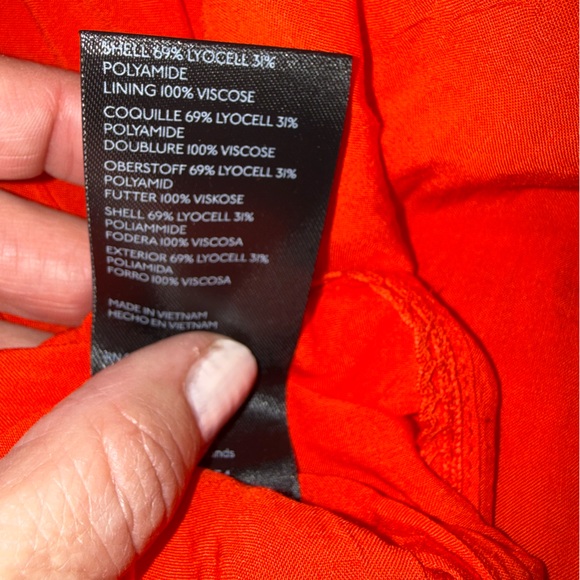 SHELL 69% LYOCELL 31%
POLYAMIDE
LINING 100% VISCOSE
COQUILLE 69% LYOCELL 31%
POLYAMIDE
DOUBLURE 100% VISCOSE
OBERSTOFF 69% LYOCELL 31%
POLYAMID
FUTTER 100% VISKOSE
SHELL 69% LYOCELL 31%
POLIAMMIDE
FODERA 100% VISCOSA
EXTERIOR 69% LYOCELL 31%
POLIAMIDA
FORRO 100% VISCOSA
MADE IN VIETNAM
HECHO EN VIETNAM